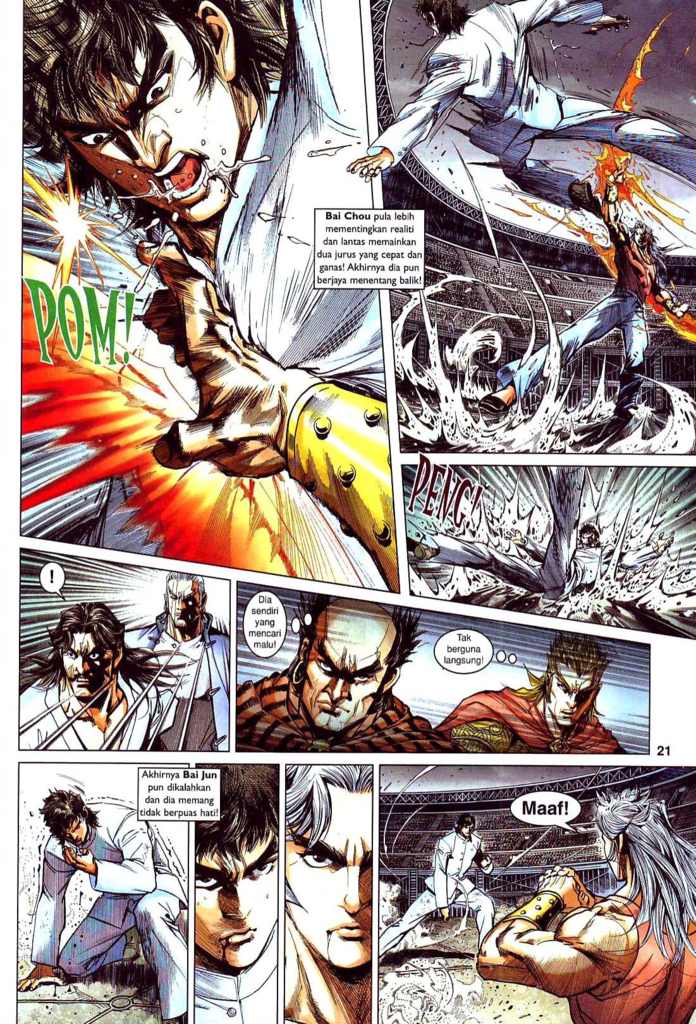 Bai Chou pula lebih
mementingkan realiti
dan lantas memainkan
dua jurus yang cepat dan
ganas! Akhirnya dia pun
berjaya menentang balik!
POM!
PENG!
!
Dia
sendiri
yang
mencari
malu!
Tak
berguna
langsung!
21
Akhirnya Bai Jun
pun dikalahkan
dan dia memang
tidak berpuas hati!
Maaf!